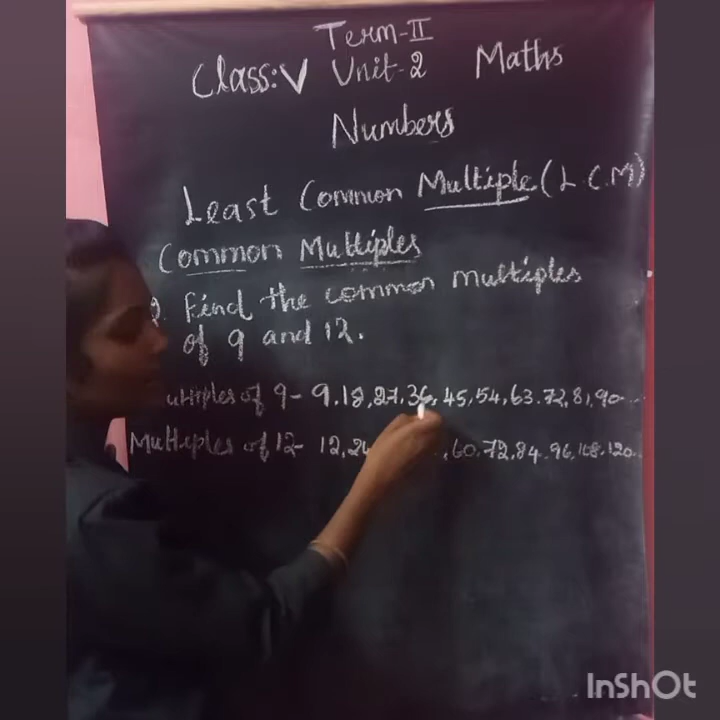 Term-II
Class:V Unit-2 Maths
Numbers
Least Common Multiple (L.C.M)
Common Multiples
Find the common multiples
of 9 and 12.
ultiples of 9- 9.18,27,36,45,54,63.72,81,90...
Multiples of 12- 12,24 ,60,72,84.96,108.120...
InShOt